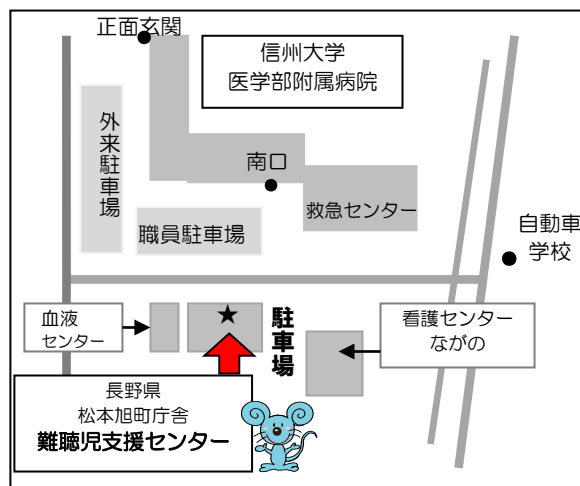 正面玄関
信州大学
医学部附属病院
外来駐車場
南口
救急センター
職員駐車場
自動車
学校
血液
センター
★
駐車場
看護センター
ながの
長野県
松本旭町庁舎
難聴児支援センター